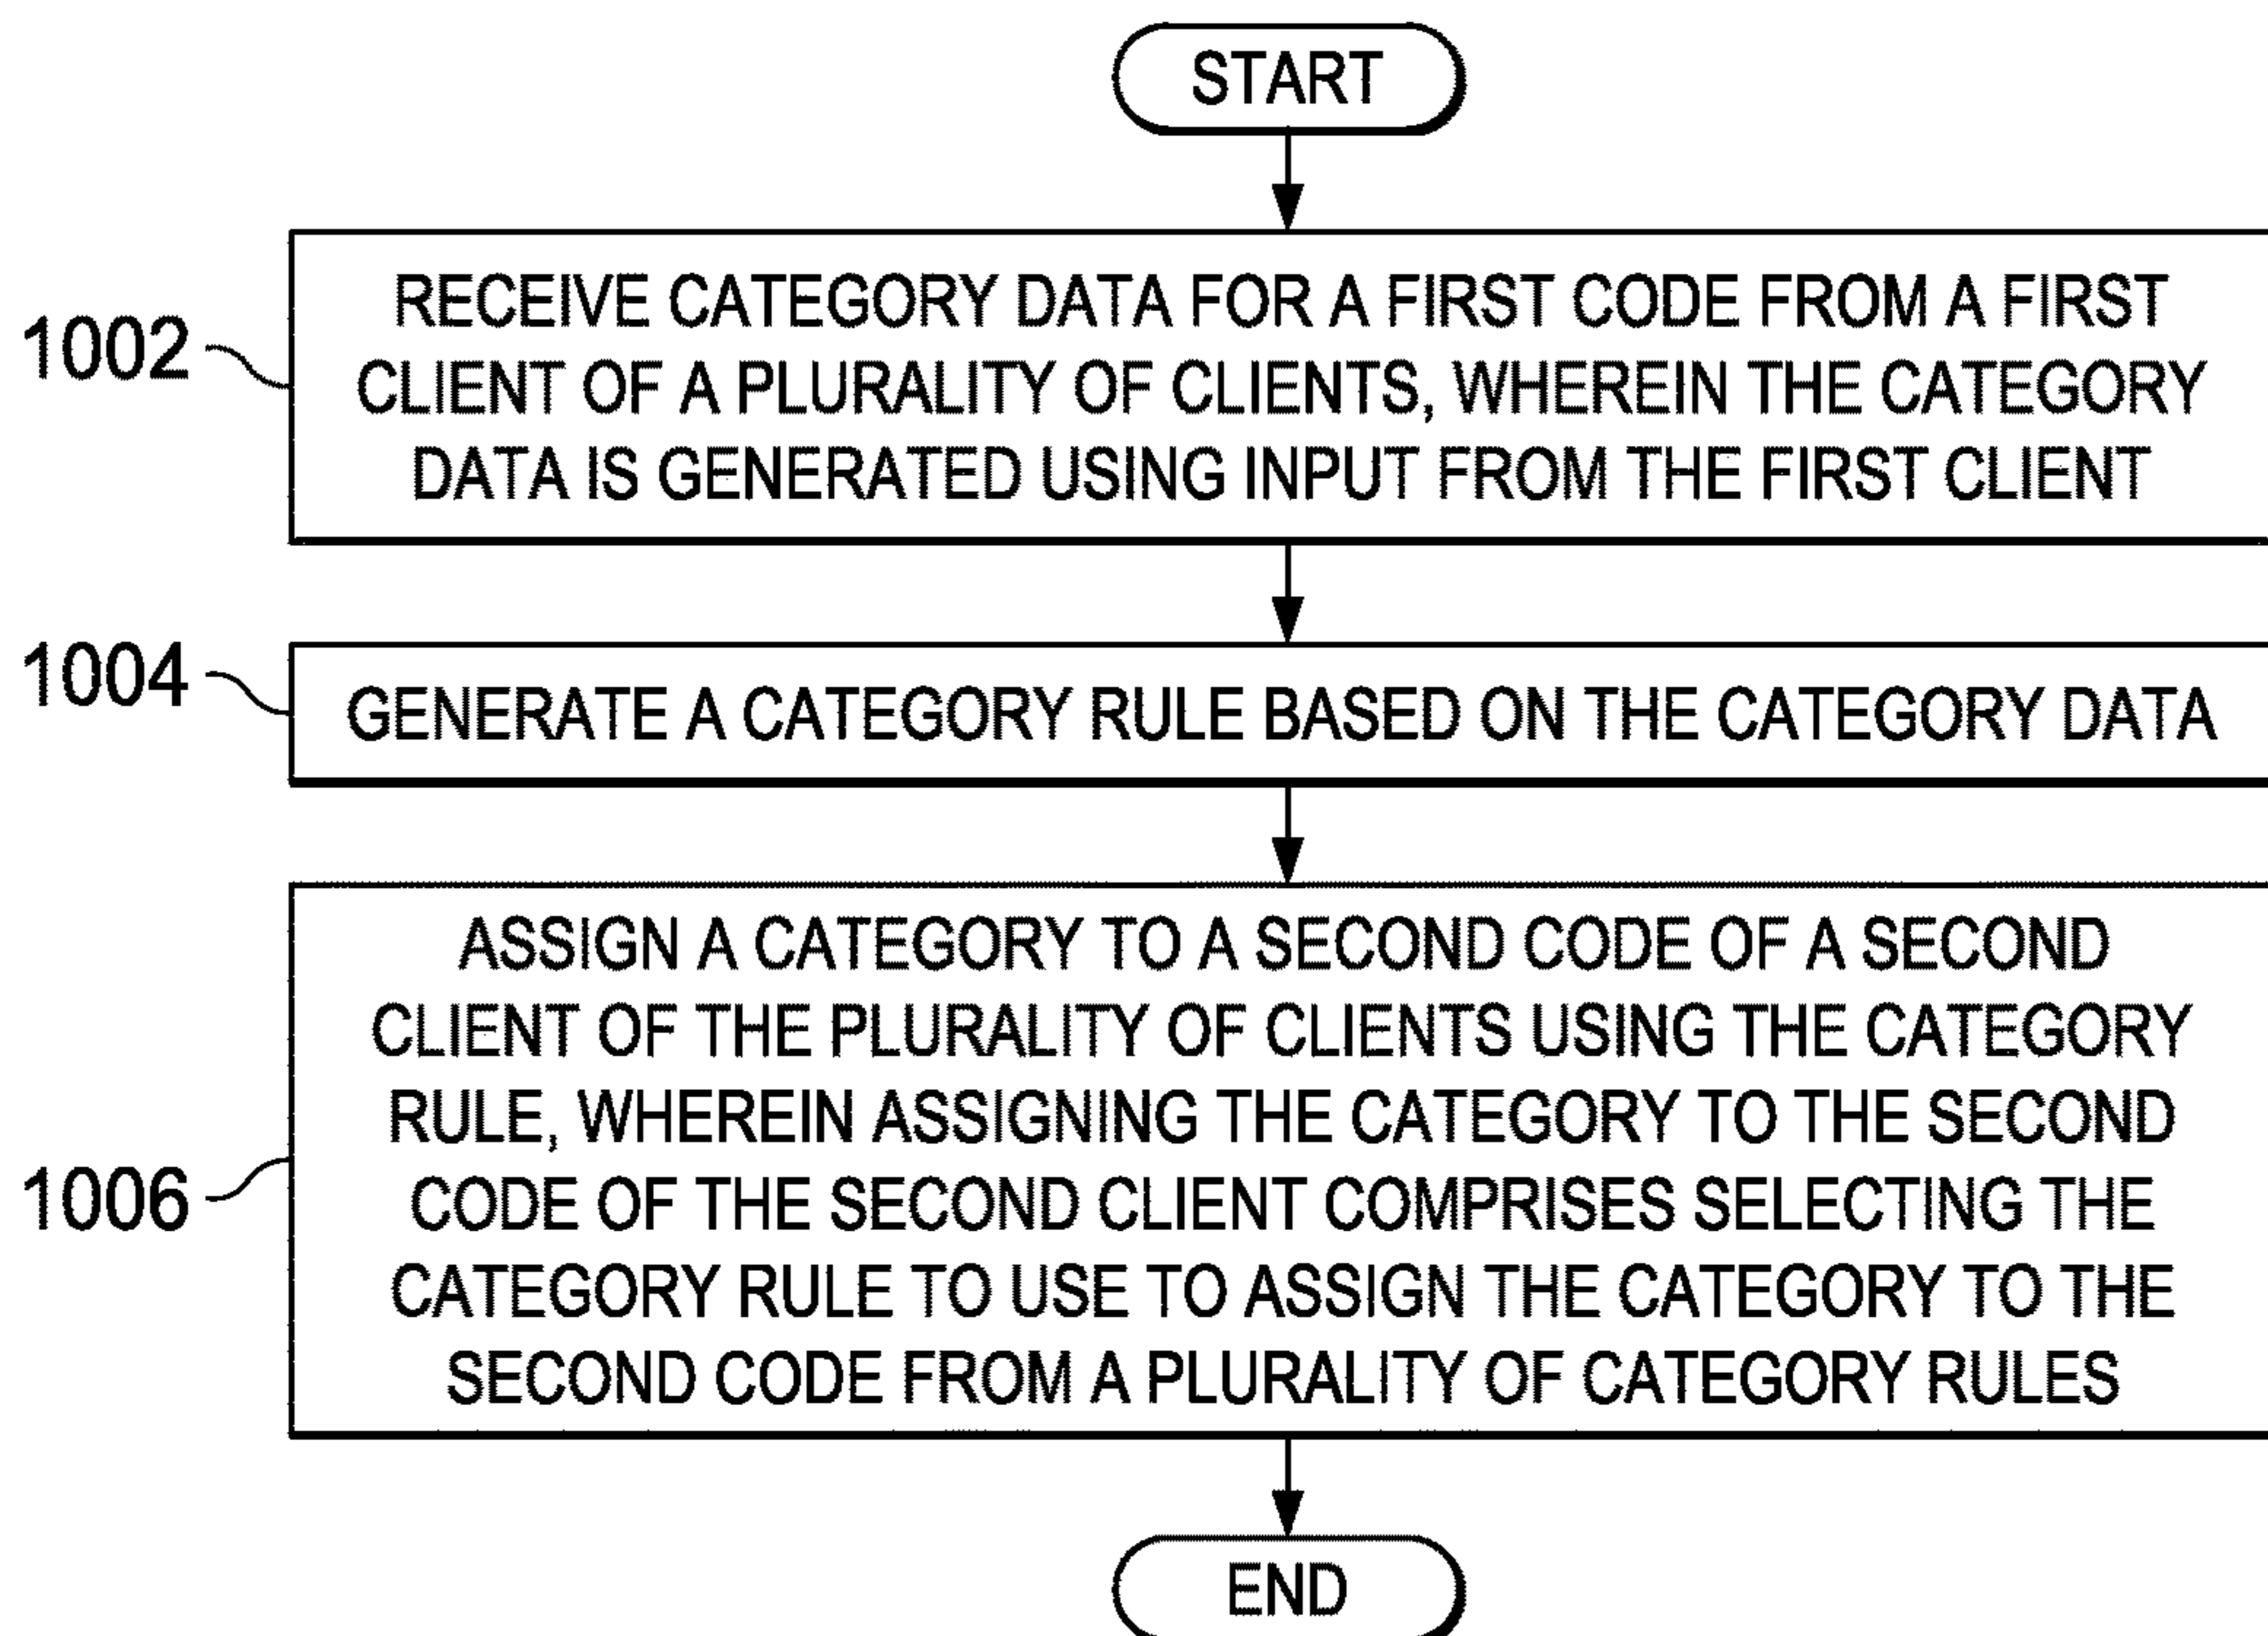 START
1002
RECEIVE CATEGORY DATA FOR A FIRST CODE FROM A FIRST
CLIENT OF A PLURALITY OF CLIENTS, WHEREIN THE CATEGORY
DATA IS GENERATED USING INPUT FROM THE FIRST CLIENT
1004
GENERATE A CATEGORY RULE BASED ON THE CATEGORY DATA
1006
ASSIGN A CATEGORY TO A SECOND CODE OF A SECOND
CLIENT OF THE PLURALITY OF CLIENTS USING THE CATEGORY
RULE, WHEREIN ASSIGNING THE CATEGORY TO THE SECOND
CODE OF THE SECOND CLIENT COMPRISES SELECTING THE
CATEGORY RULE TO USE TO ASSIGN THE CATEGORY TO THE
SECOND CODE FROM A PLURALITY OF CATEGORY RULES
END